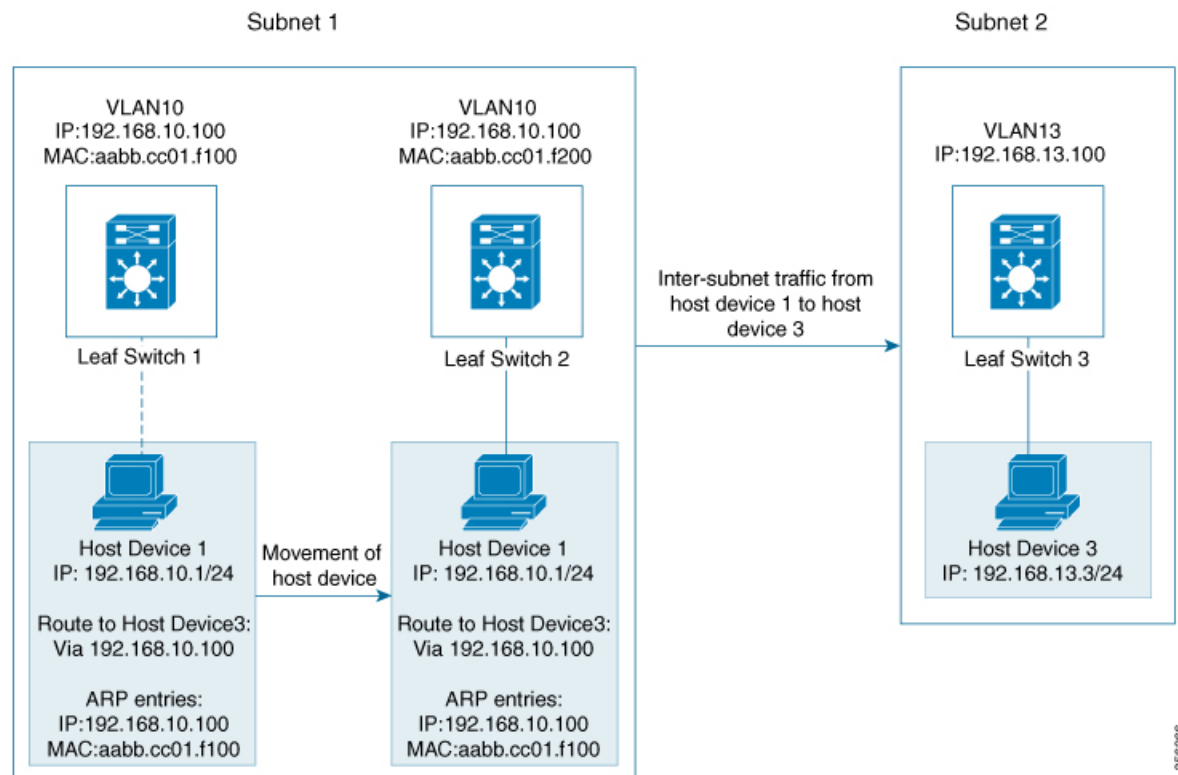 Subnet 1
Subnet 2
VLAN10
IP:192.168.10.100
MAC:aabb.cc01.f100
VLAN10
IP:192.168.10.100
MAC:aabb.cc01.f200
VLAN13
IP:192.168.13.100
Inter-subnet traffic from
host device 1 to host
device 3
Leaf Switch 1
Leaf Switch 2
Leaf Switch 3
Host Device 1
IP: 192.168.10.1/24
Route to Host Device3:
Via 192.168.10.100
ARP entries:
IP:192.168.10.100
MAC:aabb.cc01.f100
Movement of
host device
Host Device 1
IP: 192.168.10.1/24
Route to Host Device3:
Via 192.168.10.100
ARP entries:
IP:192.168.10.100
MAC:aabb.cc01.f100
Host Device 3
IP: 192.168.13.3/24